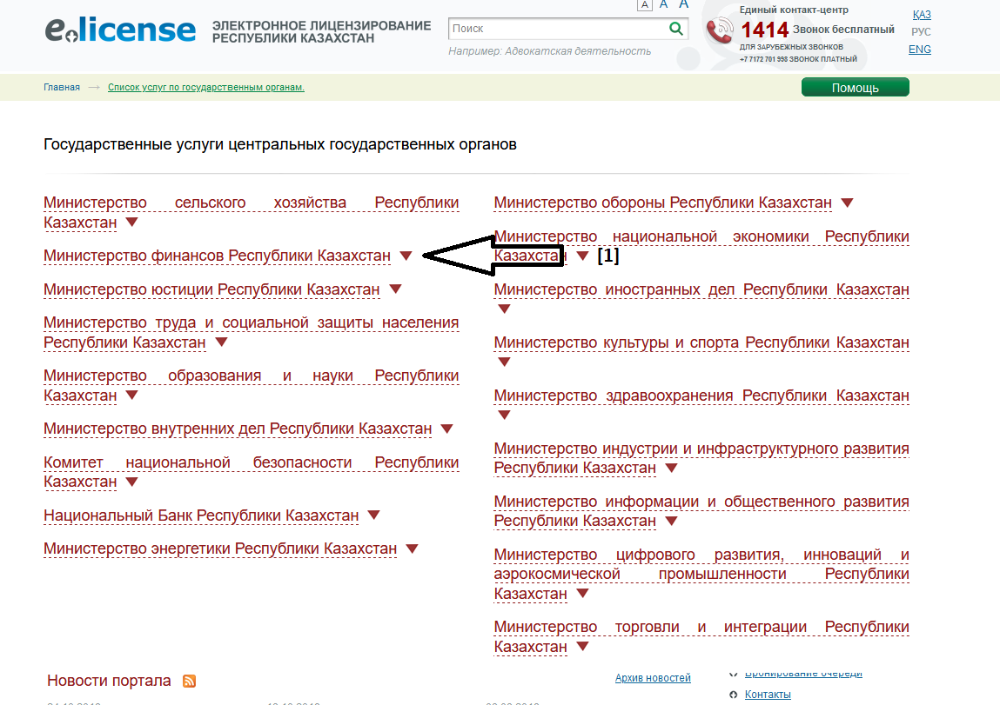 e.license
ЭЛЕКТРОННОЕ ЛИЦЕНЗИРОВАНИЕ
РЕСПУБЛИКИ КАЗАХСТАН
Поиск
Например: Адвокатская деятельность
A A A
Единый контакт-центр
1414 Звонок бесплатный
ДЛЯ ЗАРУБЕЖНЫХ ЗВОНКОВ
+7 7172 701 998 ЗВОНОК ПЛАТНЫЙ
ҚАЗ
РУС
ENG
Главная → Список услуг по государственным органам.
Помощь
Государственные услуги центральных государственных органов
Министерство сельского хозяйства Республики
Казахстан ▼
Министерство финансов Республики Казахстан ▼
Министерство юстиции Республики Казахстан ▼
Министерство труда и социальной защиты населения
Республики Казахстан ▼
Министерство образования и науки Республики
Казахстан ▼
Министерство внутренних дел Республики Казахстан ▼
Комитет национальной безопасности Республики
Казахстан ▼
Национальный Банк Республики Казахстан ▼
Министерство энергетики Республики Казахстан ▼
Министерство обороны Республики Казахстан ▼
Министерство национальной экономики Республики
Казахстан ▼ [1]
Министерство иностранных дел Республики Казахстан
▼
Министерство культуры и спорта Республики Казахстан
▼
Министерство здравоохранения Республики Казахстан
▼
Министерство индустрии и инфраструктурного развития
Республики Казахстан ▼
Министерство информации и общественного развития
Республики Казахстан ▼
Министерство цифрового развития, инноваций и
аэрокосмической промышленности Республики
Казахстан ▼
Министерство торговли и интеграции Республики
Казахстан ▼
Новости портала
Архив новостей
Бронирование очереди
Контакты